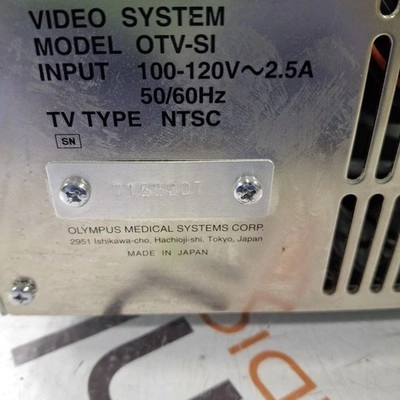 VIDEO SYSTEM
MODEL OTV-SI
INPUT 100-120V～2.5A
50/60Hz
TV TYPE NTSC
SN
OLYMPUS MEDICAL SYSTEMS CORP.
2951 Ishikawa-cho, Hachioji-shi, Tokyo, Japan
MADE IN JAPAN